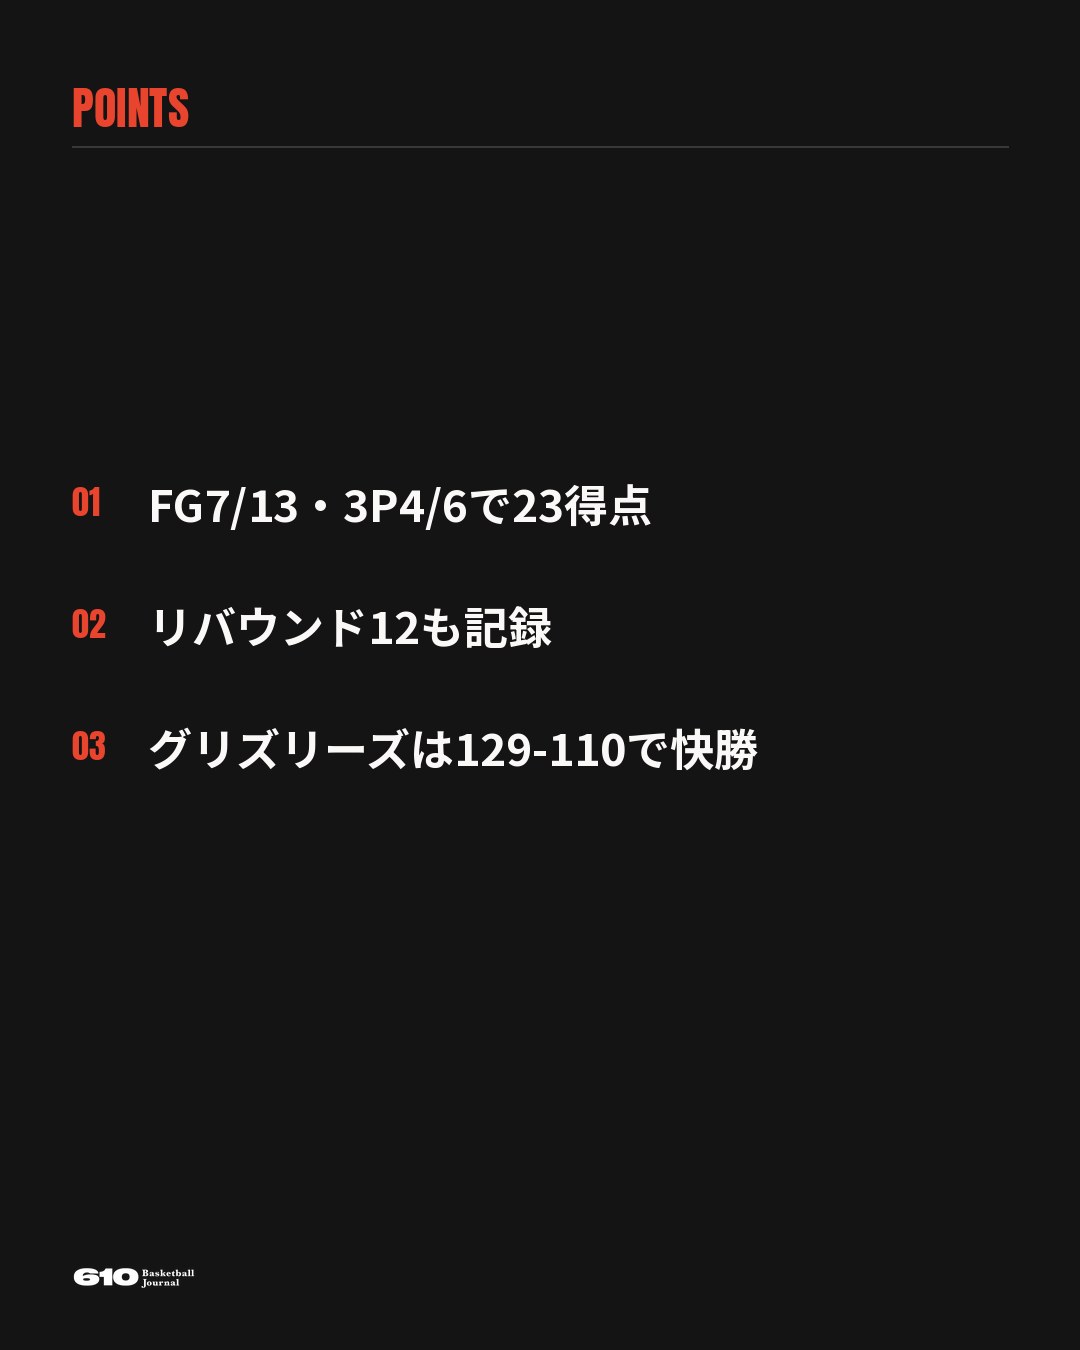 POINTS
01 FG7/13・3P4/6で23得点
02 リバウンド12も記録
03 グリズリーズは129-110で快勝
610 Basketball
Journal